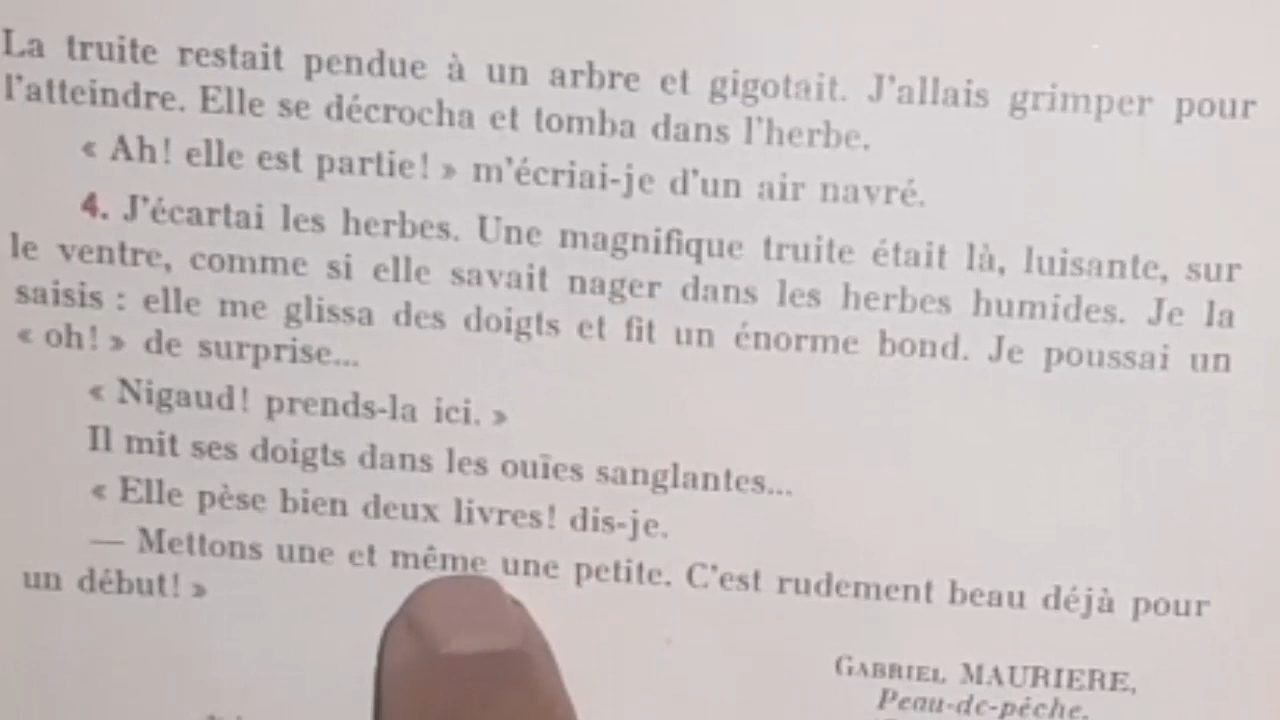 La truite restait pendue à un arbre et gigotait. J'allais grimper pour
l'atteindre. Elle se décrocha et tomba dans l'herbe.
« Ah! elle est partie! » m'écriai-je d'un air navré.
4. J'écartai les herbes. Une magnifique truite était là, luisante, sur
le ventre, comme si elle savait nager dans les herbes humides. Je la
saisis : elle me glissa des doigts et fit un énorme bond. Je poussai un
« oh! » de surprise...
« Nigaud! prends-la ici. »
Il mit ses doigts dans les ouïes sanglantes...
« Elle pèse bien deux livres! dis-je.
— Mettons une et même une petite. C'est rudement beau déjà pour
un début! »
GABRIEL MAURIERE,
Peau-de-pêche.